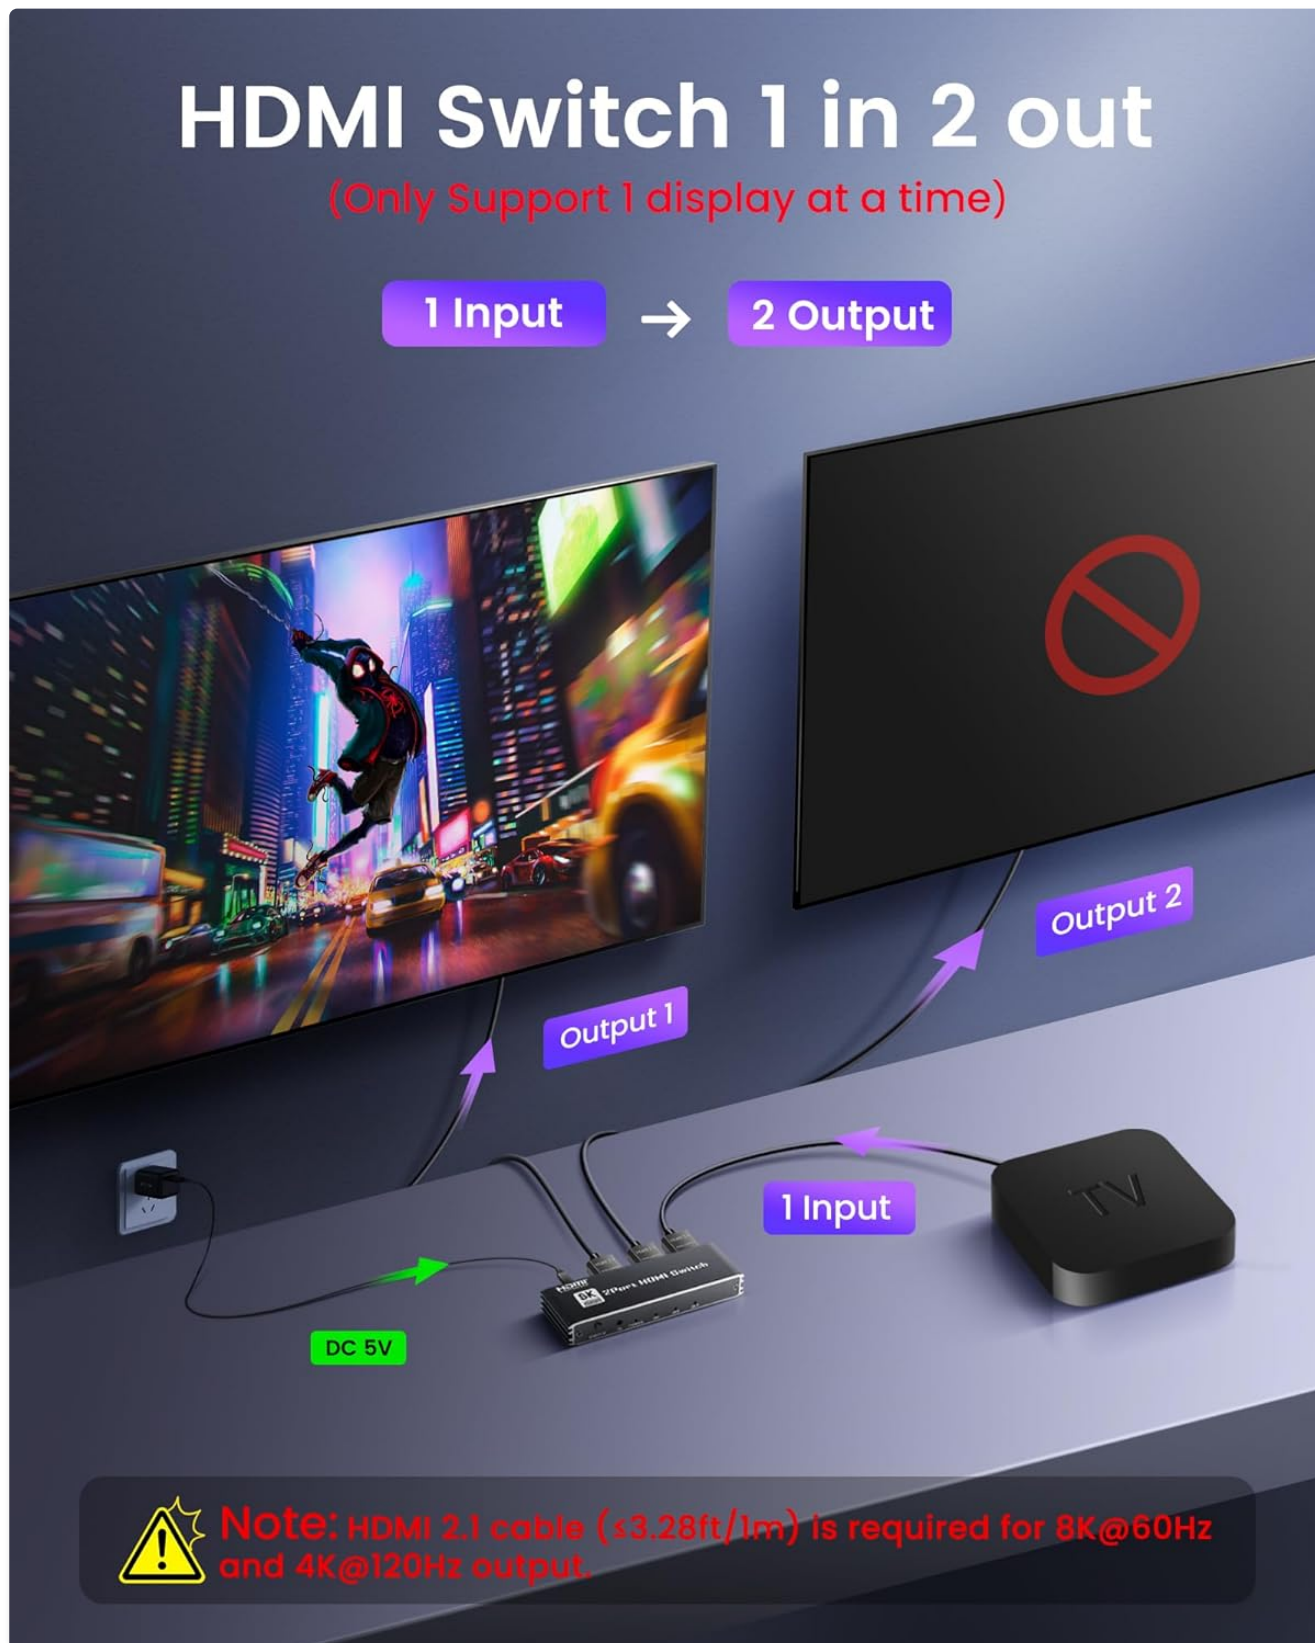 HDMI Switch 1 in 2 out
(Only Support 1 display at a time)
1 Input → 2 Output
Output 2
Output 1
1 Input
TV
HDMI
8K
2Port HDMI Switch
DC 5V
Note: HDMI 2.1 cable (≤3.28ft/1m) is required for 8K@60Hz
and 4K@120Hz output.